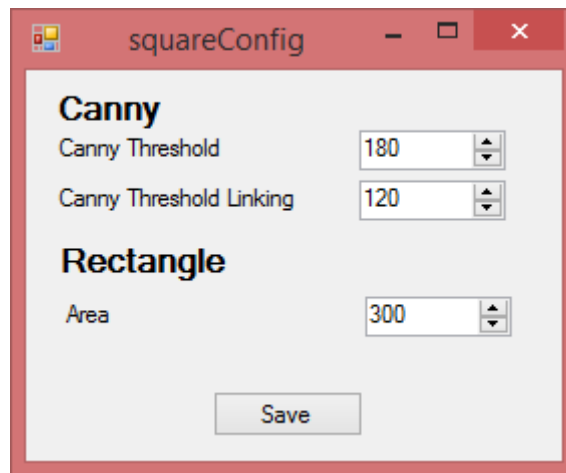 squareConfig
Canny
Canny Threshold 180
Canny Threshold Linking 120
Rectangle
Area 300
Save